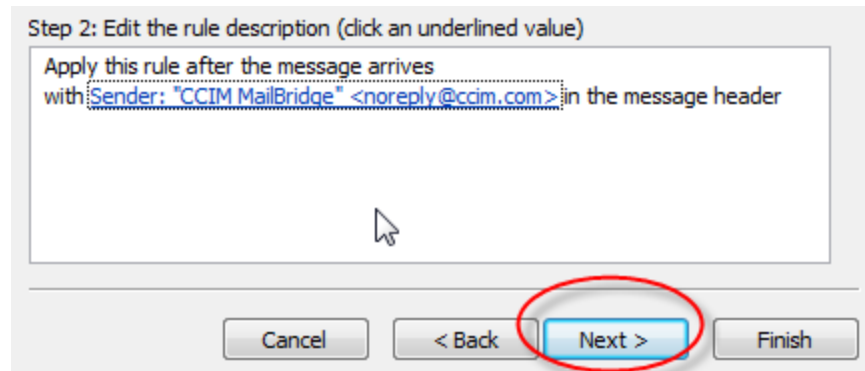 Step 2: Edit the rule description (click an underlined value)
Apply this rule after the message arrives
with Sender: "CCIM MailBridge" <noreply@ccim.com> in the message header
Cancel
< Back
Next >
Finish